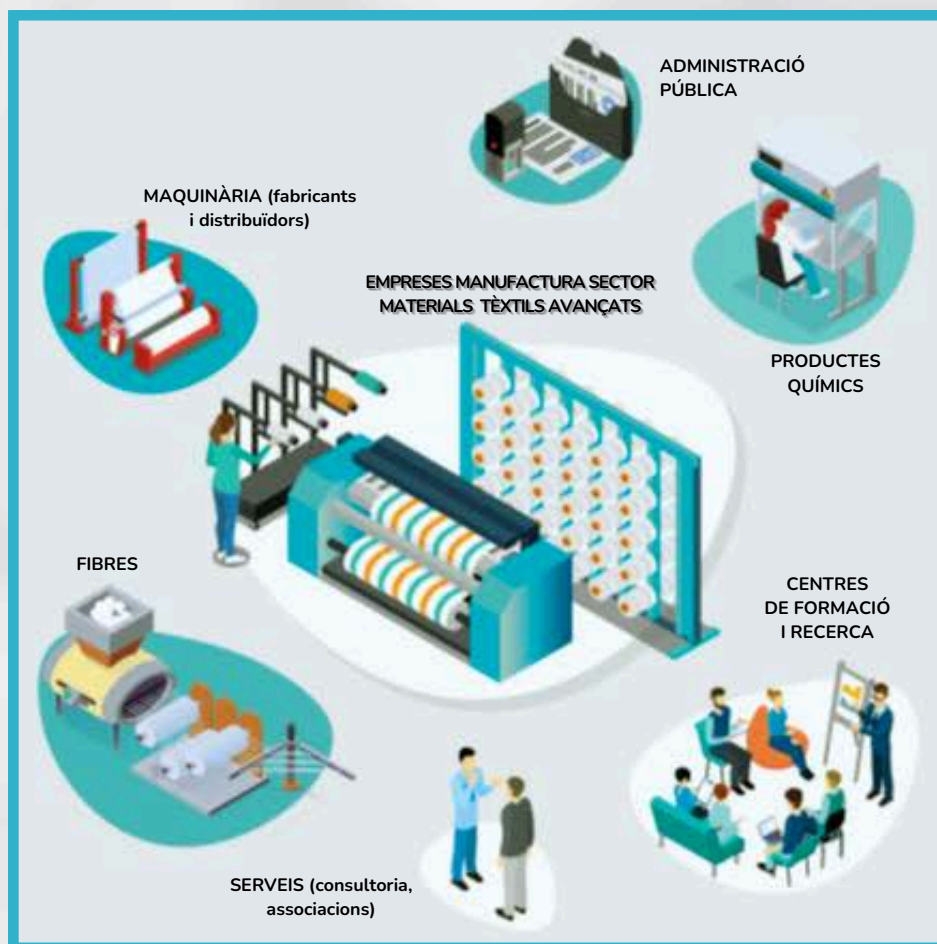 ADMINISTRACIÓ
PÚBLICA
MAQUINÀRIA (fabricants
i distribuïdors)
EMPRESES MANUFACTURA SECTOR
MATERIALS TÈXTILS AVANÇATS
PRODUCTES
QUÍMICS
FIBRES
CENTRES
DE FORMACIÓ
I RECERCA
SERVEIS (consultoria,
associacions)